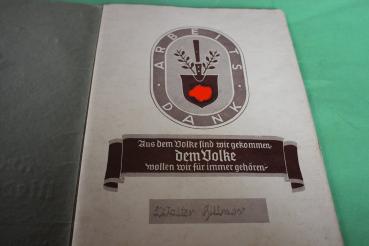 ARBEITS
DANK
Aus dem Volke sind wir gekommen,
dem Volke
wollen wir für immer gehören